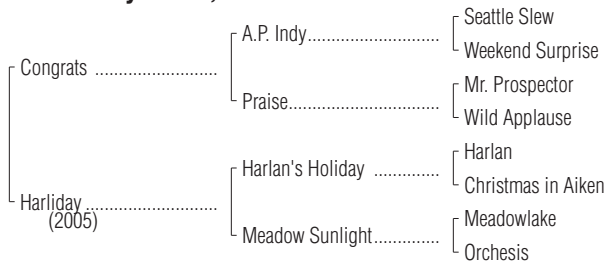 Seattle Slew
A.P. Indy..............................
Weekend Surprise
Congrats ..........................
Mr. Prospector
Praise..................................
Wild Applause
Harlan
Harlan's Holiday ..............
Christmas in Aiken
Harliday ............................
(2005)
Meadowlake
Meadow Sunlight..............
Orchesis